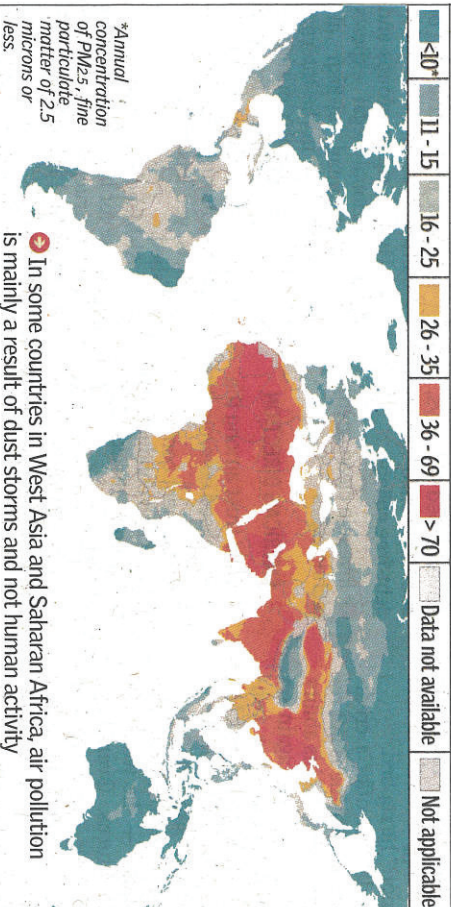 <10*
11 - 15
16 - 25
26 - 35
36 - 69
> 70
Data not available
Not applicable
*Annual
concentration
of PM2.5, fine
particulate
matter of 2.5
microns or
less.
In some countries in West Asia and Saharan Africa, air pollution
is mainly a result of dust storms and not human activity